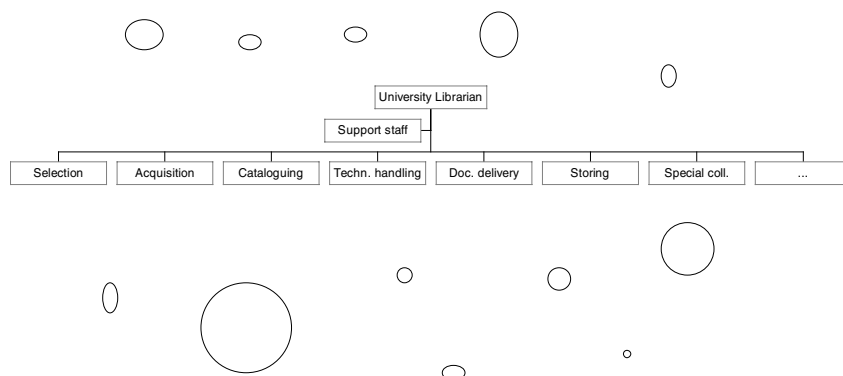 University Librarian
Support staff
Selection
Acquisition
Cataloguing
Techn. handling
Doc. delivery
Storing
Special coll.
...